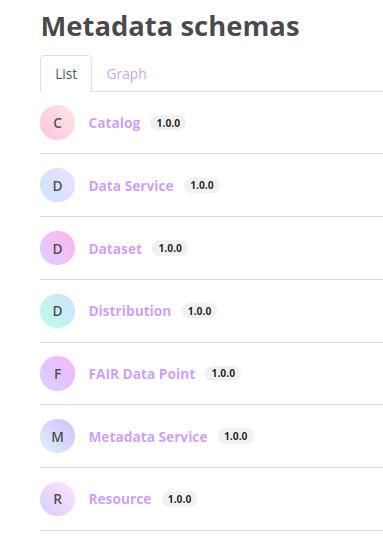 Metadata schemas
List Graph
C Catalog 1.0.0
D Data Service 1.0.0
D Dataset 1.0.0
D Distribution 1.0.0
F FAIR Data Point 1.0.0
M Metadata Service 1.0.0
R Resource 1.0.0